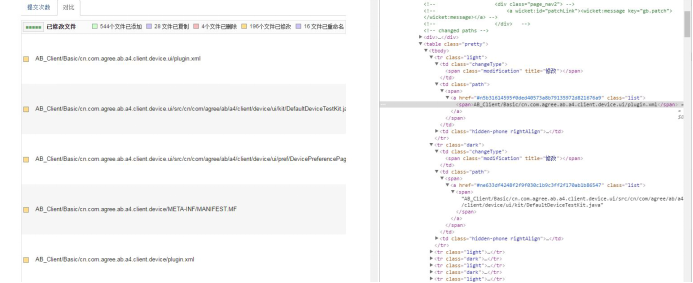 提交次数 对比
已修改文件 544个文件已添加 28个文件已复制 4个文件已删除 196个文件已修改 16个文件已重命名
AB_Client/Basic/cn.com.agree.ab.a4.client.device.ui/plugin.xml
AB_Client/Basic/cn.com.agree.ab.a4.client.device.ui/src/cn/com/agree/ab/a4/client/device/ui/kit/DefaultDeviceTestKit.ja
AB_Client/Basic/cn.com.agree.ab.a4.client.device.ui/src/cn/com/agree/ab/a4/client/device/ui/pref/DevicePreferencePag
AB_Client/Basic/cn.com.agree.ab.a4.client.device/META-INF/MANIFEST.MF
AB_Client/Basic/cn.com.agree.ab.a4.client.device/plugin.xml
<!-- <div class="page_nav2"> -->
<!-- <a wicket:id="patchLink"><wicket:message key="gb.patch">
</wicket:message></a> -->
<!-- </div> -->
<!-- changed paths -->
▶<div>…</div>
▼<table class="pretty">
▼<tbody>
▼<tr class="light">
▼<td class="changeType">
<span class="modification" title="修改"></span>
</td>
▼<td class="path">
▼<span>
<span>AB_Client/Basic/cn.com.agree.ab.a4.client.device.ui/plugin.xml</span>
</a>
</span>
</td>
▶<td class="hidden-phone rightAlign">…</td>
</tr>
▼<tr class="dark">
▼<td class="changeType">
<span class="modification" title="修改"></span>
</td>
▼<td class="path">
▼<span>
▼<span>
"AB_Client/Basic/cn.com.agree.ab.a4.client.device.ui/src/cn/com/agree/ab/a4
/client/device/ui/kit/DefaultDeviceTestKit.java"
</span>
</a>
</span>
</td>
▶<td class="hidden-phone rightAlign">…</td>
</tr>
▶<tr class="light">…</tr>
▶<tr class="dark">…</tr>
▶<tr class="light">…</tr>
▶<tr class="dark">…</tr>
▶<tr class="light">…</tr>